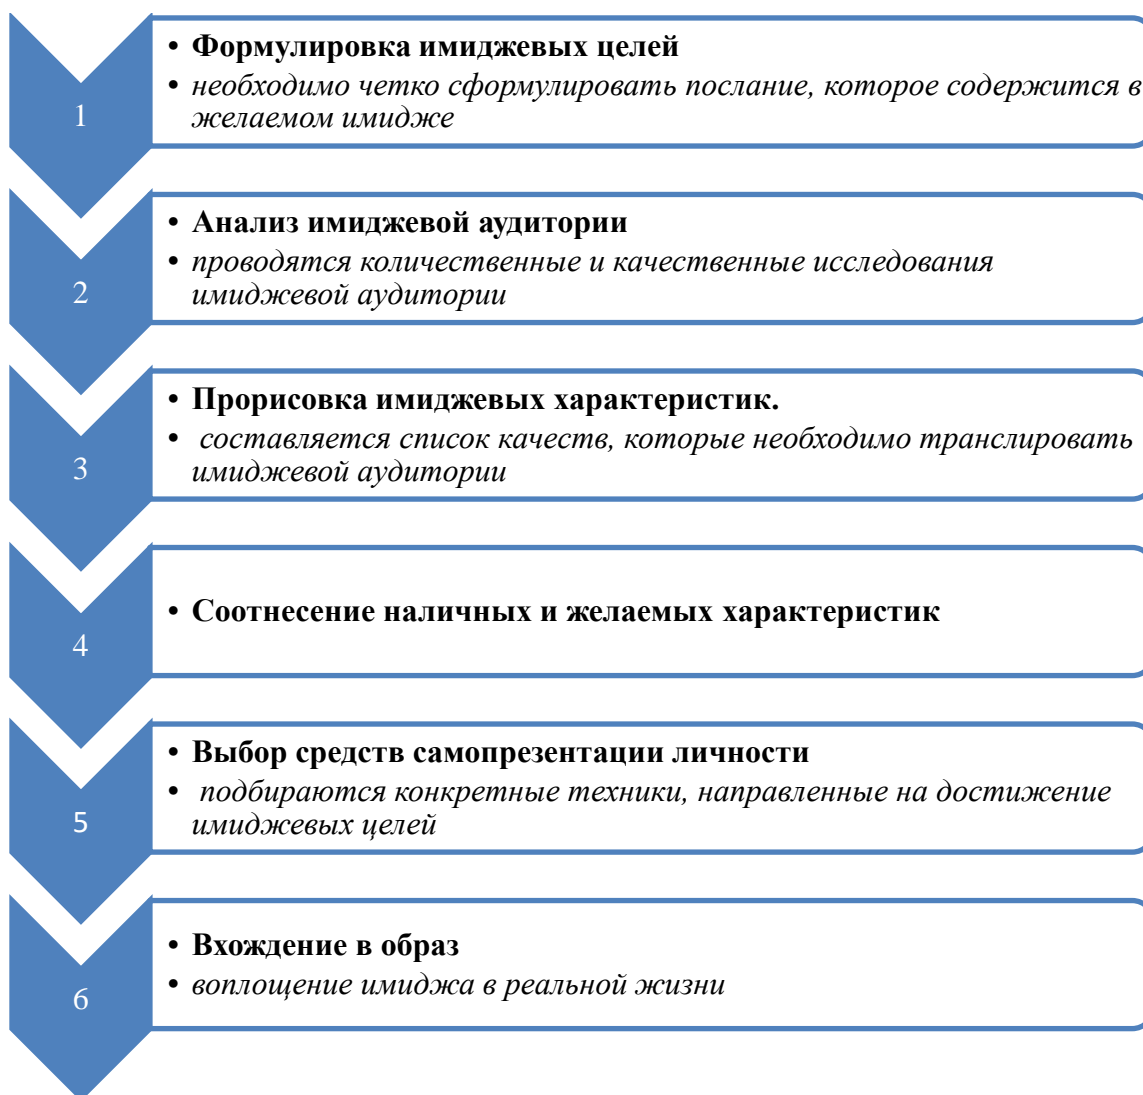 1
• Формулировка имиджевых целей
• необходимо четко сформулировать послание, которое содержится в
желаемом имидже
2
• Анализ имиджевой аудитории
• проводятся количественные и качественные исследования
имиджевой аудитории
3
• Прорисовка имиджевых характеристик.
• составляется список качеств, которые необходимо транслировать
имиджевой аудитории
4
• Соотнесение наличных и желаемых характеристик
5
• Выбор средств самопрезентации личности
• подбираются конкретные техники, направленные на достижение
имиджевых целей
6
• Вхождение в образ
• воплощение имиджа в реальной жизни